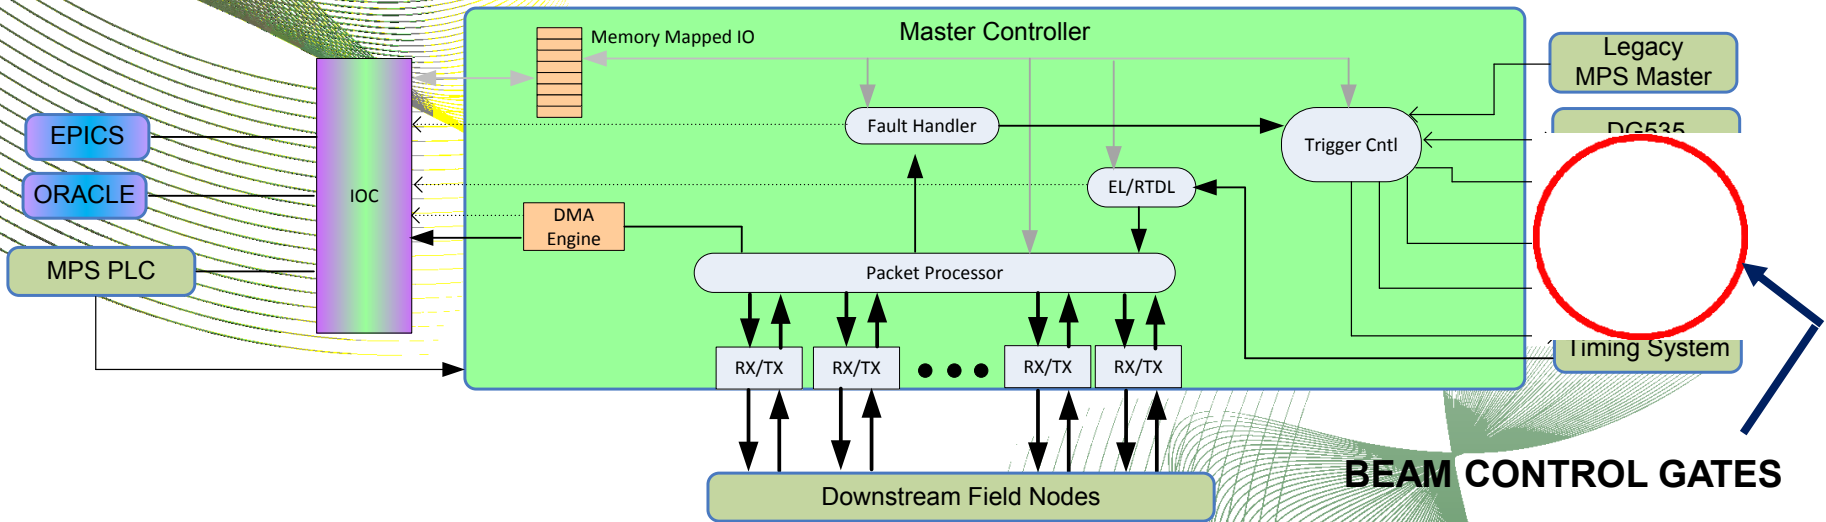 Master Controller
Memory Mapped IO
Legacy
MPS Master
DG535
EPICS
Fault Handler
Trigger Cntl
ORACLE
IOC
EL/RTDL
DMA
Engine
MPS PLC
Packet Processor
Timing System
RX/TX
RX/TX
RX/TX
RX/TX
BEAM CONTROL GATES
Downstream Field Nodes